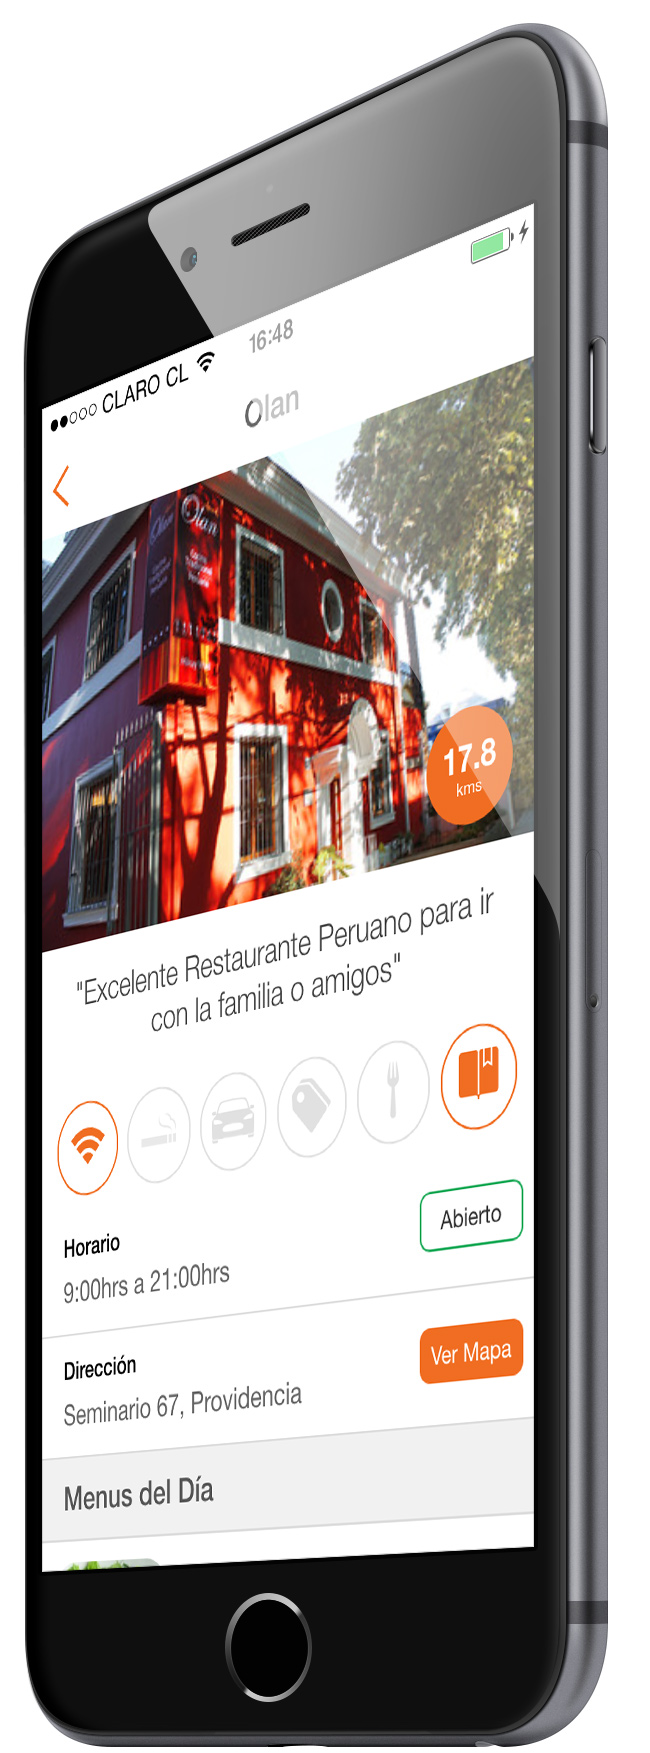 CLARO CL
16:48
Olan
Olan
17.8
kms
"Excelente Restaurante Peruano para ir
con la familia o amigos"
Horario
9:00hrs a 21:00hrs
Abierto
Dirección
Seminario 67, Providencia
Ver Mapa
Menus del Día